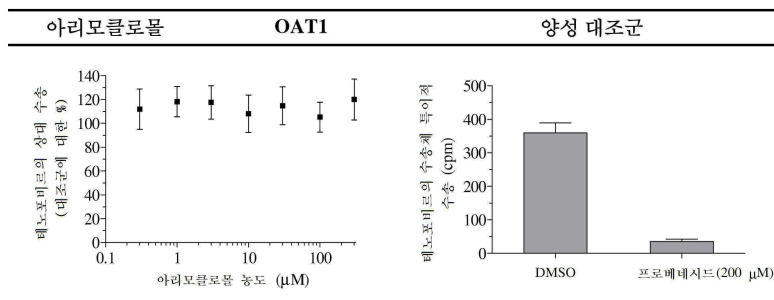 아리모클로몰 OAT1 양성 대조군
테노포비르의 상대 수송
(대조군에 대한 %)
140
120
100
80
60
40
20
0
0.1 1 10 100
아리모클로몰 농도 (μM)
테노포비르의 수송체 특이적
수송 (cpm)
500
400
300
200
100
0
DMSO 프로베네시드(200 μM)